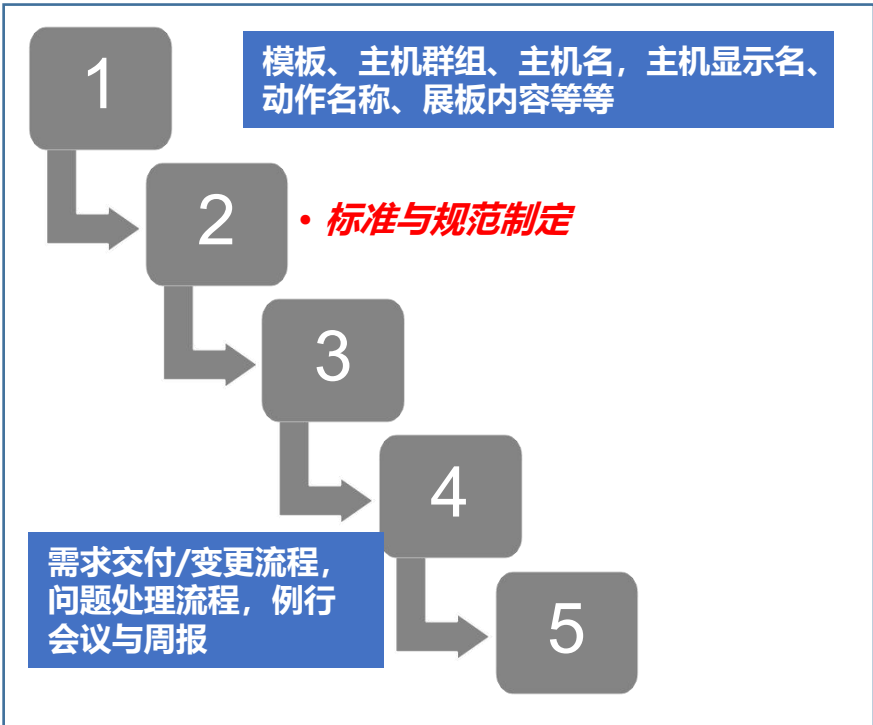 1
模板、主机群组、主机名，主机显示名、
动作名称、展板内容等等
2
• 标准与规范制定
3
4
需求交付/变更流程，
问题处理流程，例行
会议与周报
5